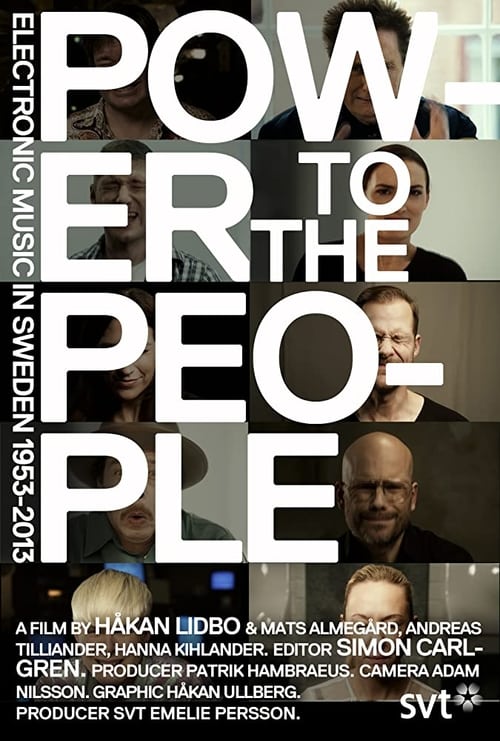 ELECTRONIC MUSIC IN SWEDEN 1953-2013
POW-
ER TO
THE
PEO-
PLE
A FILM BY HÅKAN LIDBO & MATS ALMEGÅRD, ANDREAS
TILLIANDER, HANNA KIHLANDER. EDITOR SIMON CARL-
GREN. PRODUCER PATRIK HAMBRAEUS. CAMERA ADAM
NILSSON. GRAPHIC HÅKAN ULLBERG.
PRODUCER SVT EMELIE PERSSON.
svt